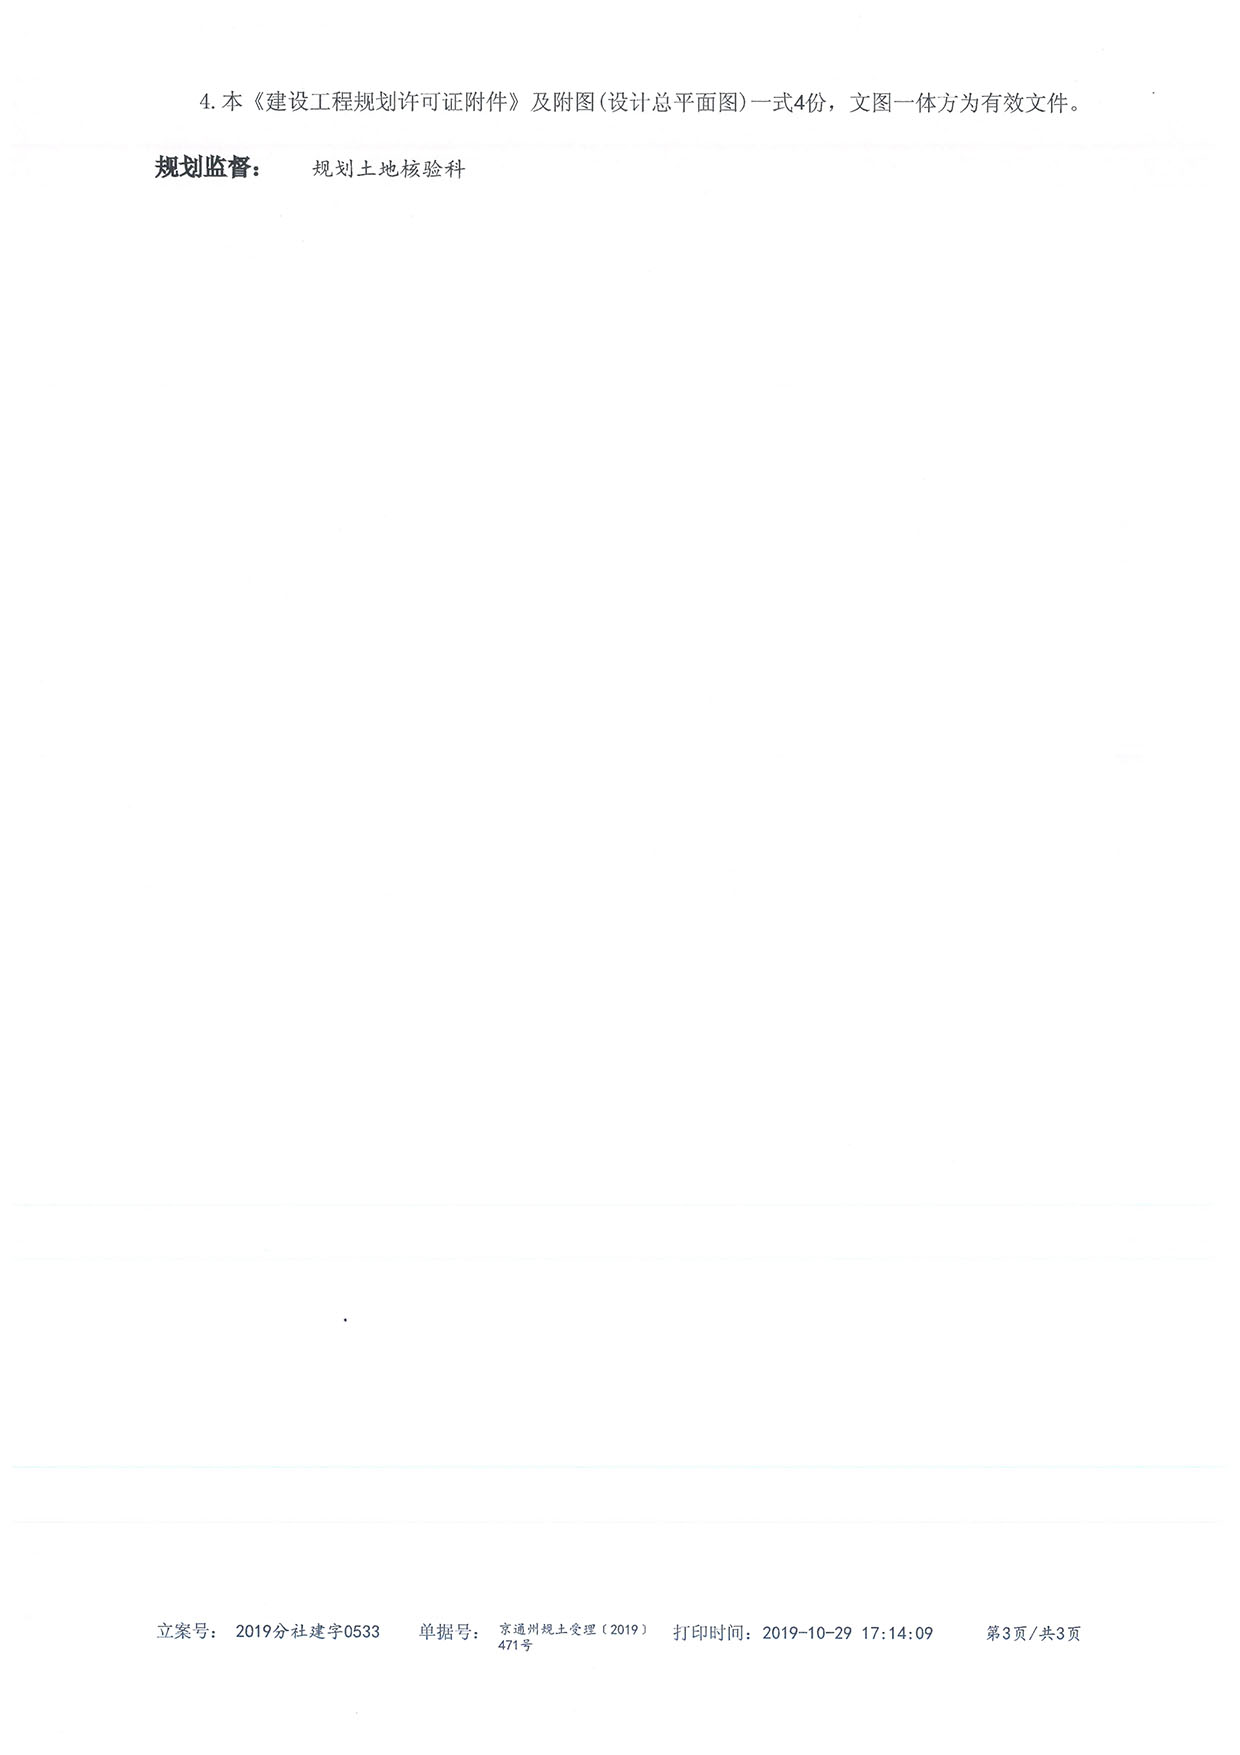 4.本《建设工程规划许可证附件》及附图(设计总平面图)一式4份，文图一体方为有效文件。
规划监督： 规划土地核验科
立案号： 2019分社建字0533 单据号： 京通州规土受理〔2019〕471号 打印时间：2019-10-29 17:14:09 第3页/共3页